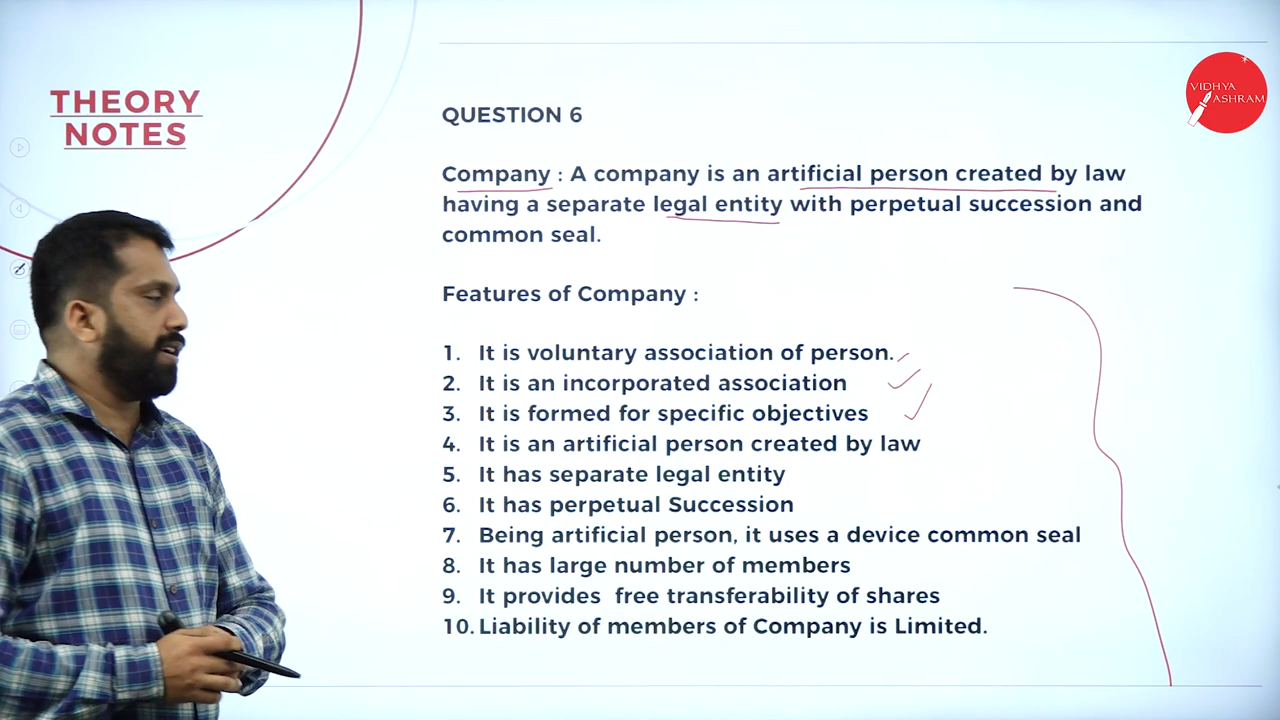 THEORY
NOTES
VIDHYA
ASHRAM
QUESTION 6
Company : A company is an artificial person created by law
having a separate legal entity with perpetual succession and
common seal.
Features of Company :
1. It is voluntary association of person.
2. It is an incorporated association
3. It is formed for specific objectives
4. It is an artificial person created by law
5. It has separate legal entity
6. It has perpetual Succession
7. Being artificial person, it uses a device common seal
8. It has large number of members
9. It provides  free transferability of shares
10. Liability of members of Company is Limited.